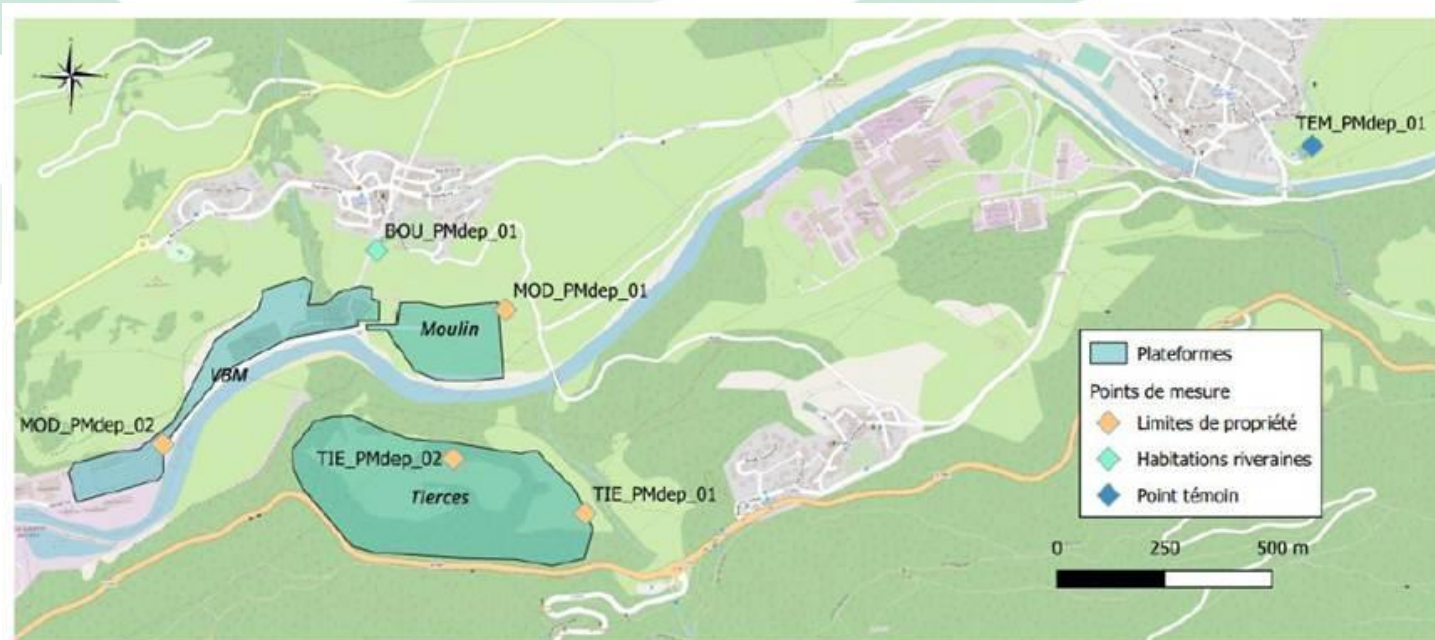 TEM_PMdep_01
BOU_PMdep_01
MOD_PMdep_01
Moulin
VBM
MOD_PMdep_02
TIE_PMdep_02
Tierces
TIE_PMdep_01
Plateformes
Points de mesure
Limites de propriété
Habitations riveraines
Point témoin
0 250 500 m